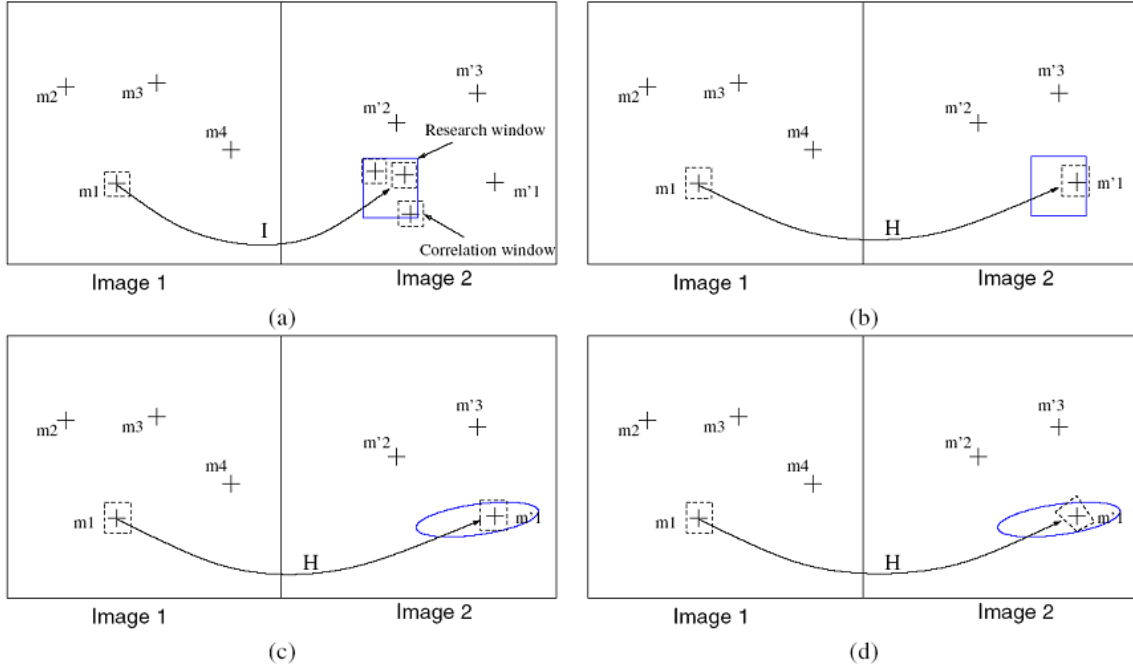 m2
m3
m4
m1
m'3
m'2
Research window
m'1
I
Correlation window
Image 1
Image 2
(a)
m2
m3
m4
m1
m'3
m'2
m'1
H
Image 1
Image 2
(b)
m2
m3
m4
m1
m'3
m'2
m'1
H
Image 1
Image 2
(c)
m2
m3
m4
m1
m'3
m'2
m'1
H
Image 1
Image 2
(d)